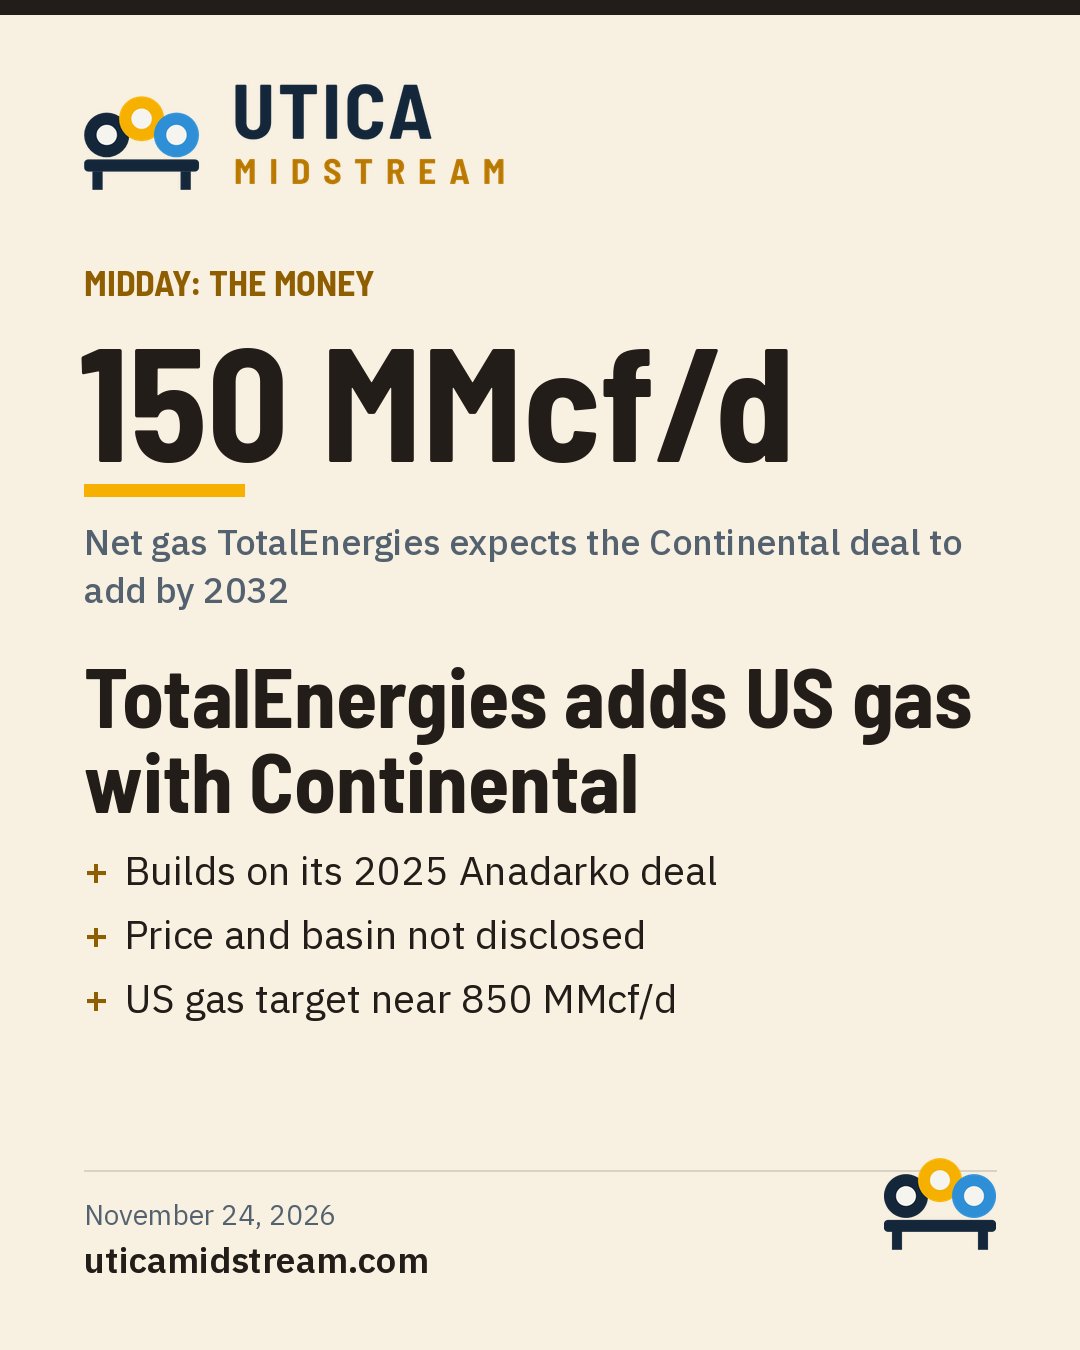 UTICA
MIDSTREAM
MIDDAY: THE MONEY
150 MMcf/d
Net gas TotalEnergies expects the Continental deal to
add by 2032
TotalEnergies adds US gas
with Continental
+ Builds on its 2025 Anadarko deal
+ Price and basin not disclosed
+ US gas target near 850 MMcf/d
November 24, 2026
uticamidstream.com